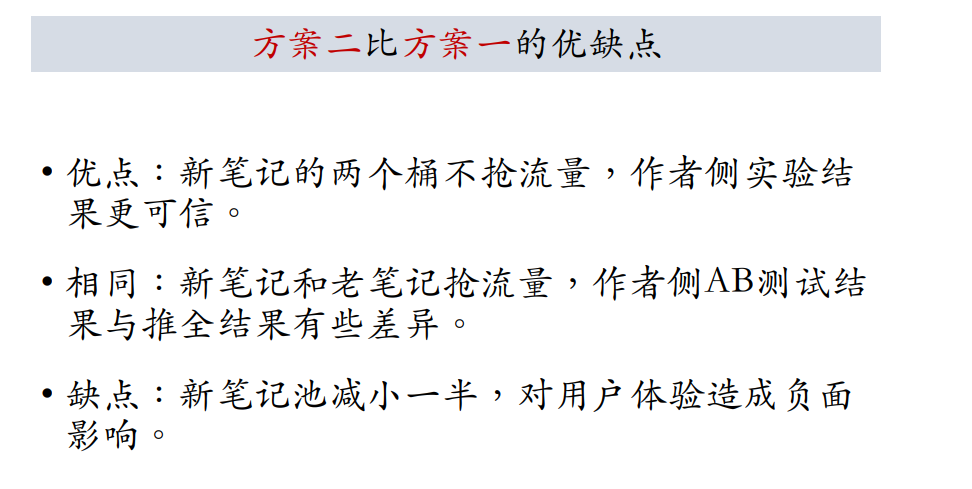 方案二比方案一的优缺点
• 优点：新笔记的两个桶不抢流量，作者侧实验结
果更可信。
• 相同：新笔记和老笔记抢流量，作者侧AB测试结
果与推全结果有些差异。
• 缺点：新笔记池减小一半，对用户体验造成负面
影响。